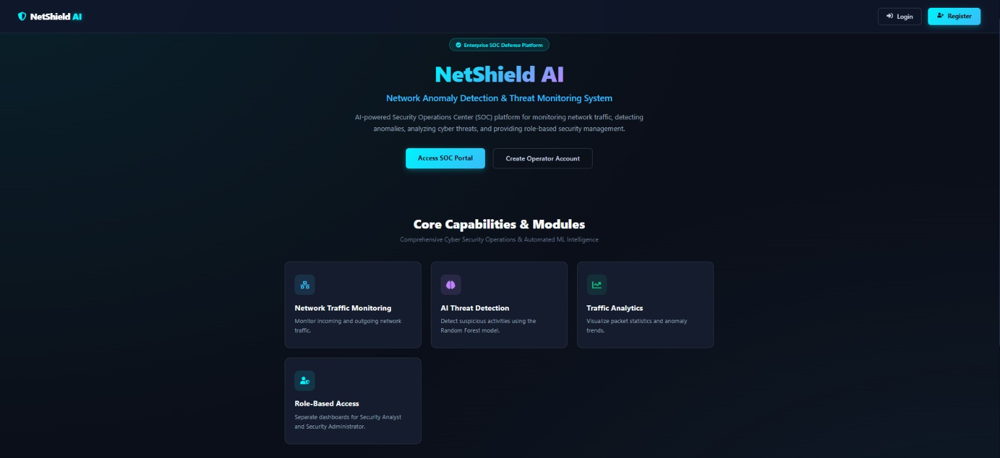 NetShield AI
Login
Register
Enterprise SOC Defense Platform
NetShield AI
Network Anomaly Detection & Threat Monitoring System
AI-powered Security Operations Center (SOC) platform for monitoring network traffic, detecting
anomalies, analyzing cyber threats, and providing role-based security management.
Access SOC Portal
Create Operator Account
Core Capabilities & Modules
Comprehensive Cyber Security Operations & Automated ML Intelligence
Network Traffic Monitoring
Monitor incoming and outgoing network
traffic.
AI Threat Detection
Detect suspicious activities using the
Random Forest model.
Traffic Analytics
Visualize packet statistics and anomaly
trends.
Role-Based Access
Separate dashboards for Security Analyst
and Security Administrator.